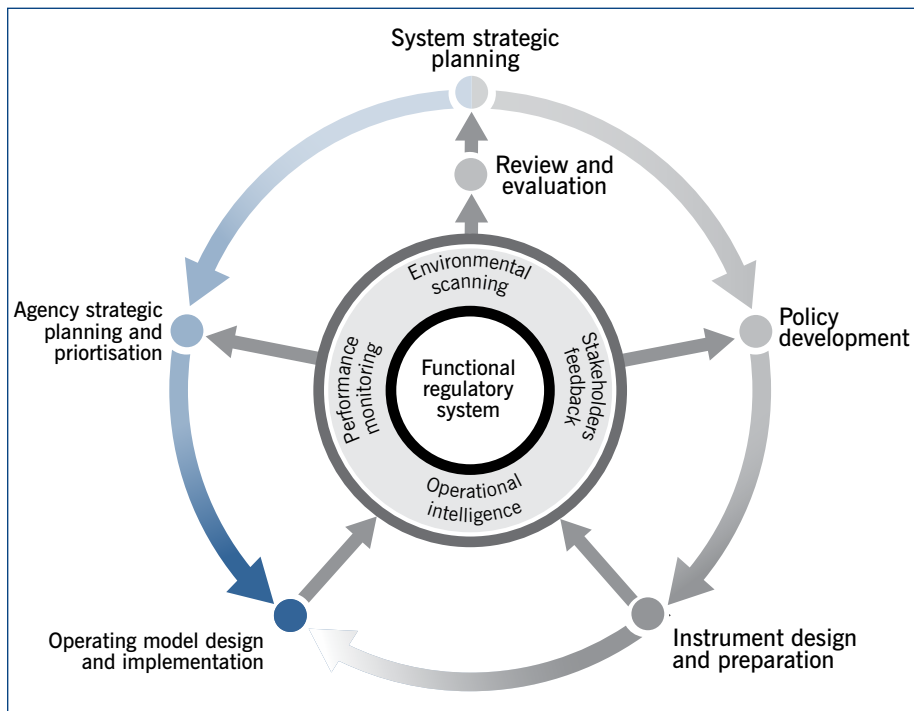 System strategic
planning
Review and
evaluation
Environmental
scanning
Agency strategic
planning and
priortisation
Policy
development
Performance
monitoring
Functional
regulatory
system
Stakeholders
feedback
Operational
intelligence
Operating model design
and implementation
Instrument design
and preparation